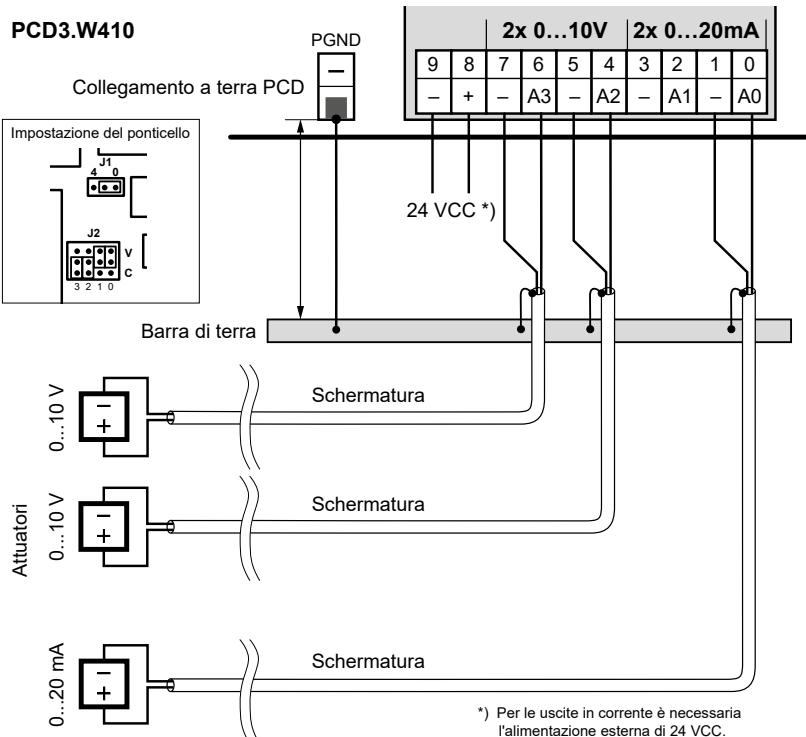 PCD3.W410
PGND
2x 0…10V 2x 0…20mA
–
9 8 7 6 5 4 3 2 1 0
– + – A3 – A2 – A1 – A0
Collegamento a terra PCD
Impostazione del ponticello
J1
4 0
J2
V
C
3 2 1 0
24 VCC *)
Barra di terra
Attuatori
0...10 V
–
+
Schermatura
0...10 V
–
+
Schermatura
0...20 mA
–
+
Schermatura
*) Per le uscite in corrente è necessaria
l'alimentazione esterna di 24 VCC.